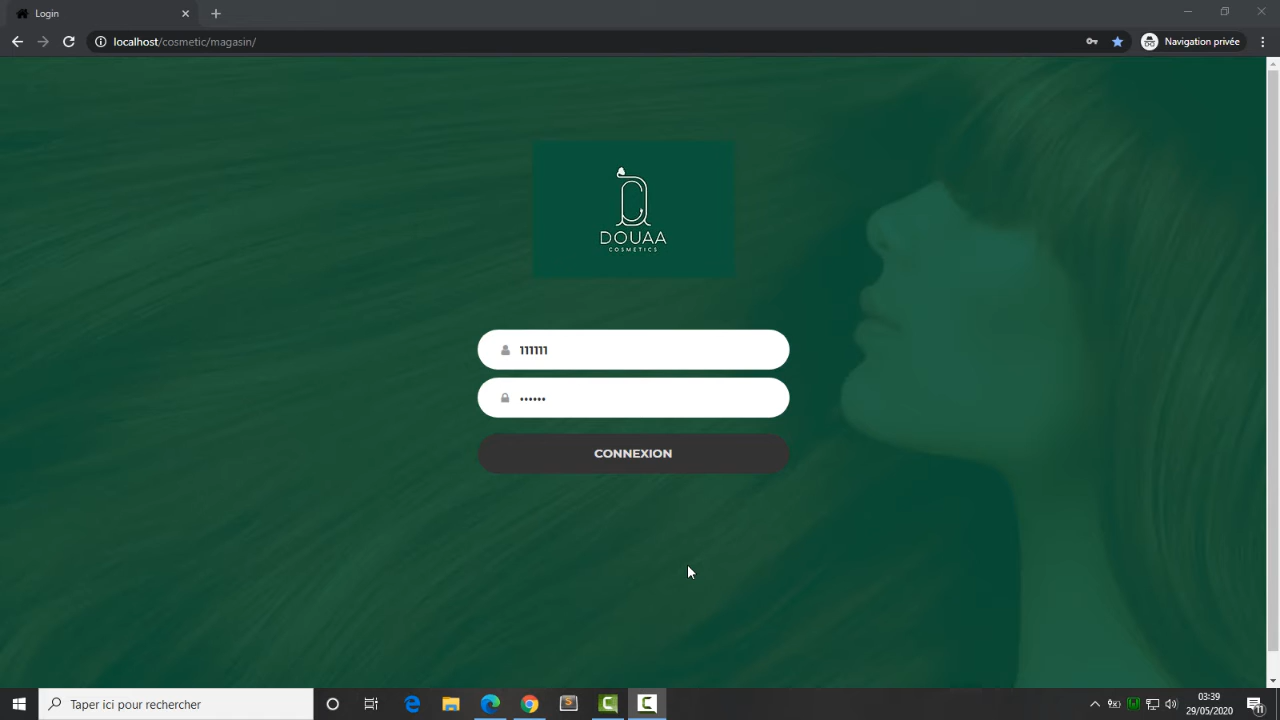 Login
localhost/cosmetic/magasin/
Navigation privée
DOUAA
COSMETICS
111111
••••••
CONNEXION
Taper ici pour rechercher
03:39
29/05/2020
11